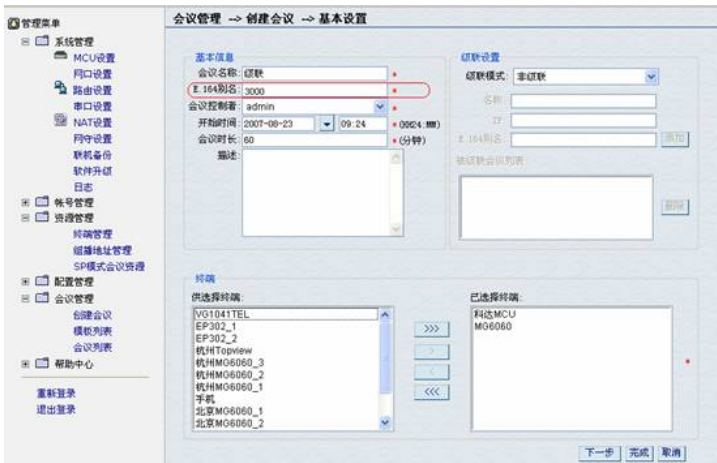 管理菜单
系统管理
MCU设置
网口设置
路由设置
串口设置
NAT设置
网守设置
联机备份
软件升级
日志
帐号管理
资源管理
终端管理
组播地址管理
SP模式会议资源
配置管理
会议管理
创建会议
模板列表
会议列表
帮助中心
重新登录
退出登录
会议管理 --> 创建会议 --> 基本设置
基本信息
会议名称: 级联 *
E.164别名: 3000 *
会议控制者: admin *
开始时间: 2007-08-23 09:24 *(HH24:MM)
会议时长: 60 *(分钟)
描述:
级联设置
级联模式: 非级联
名称:
IP:
E.164别名: 添加
被级联会议列表
删除
终端
供选择终端:
VG1041TEL
EP302_1
EP302_2
杭州Topview
杭州MG6060_3
杭州MG6060_2
杭州MG6060_1
手机
北京MG6060_1
北京MG6060_2
>>>
>
<
<<<
已选择终端:
科达MCU
MG6060
*
下一步 完成 取消